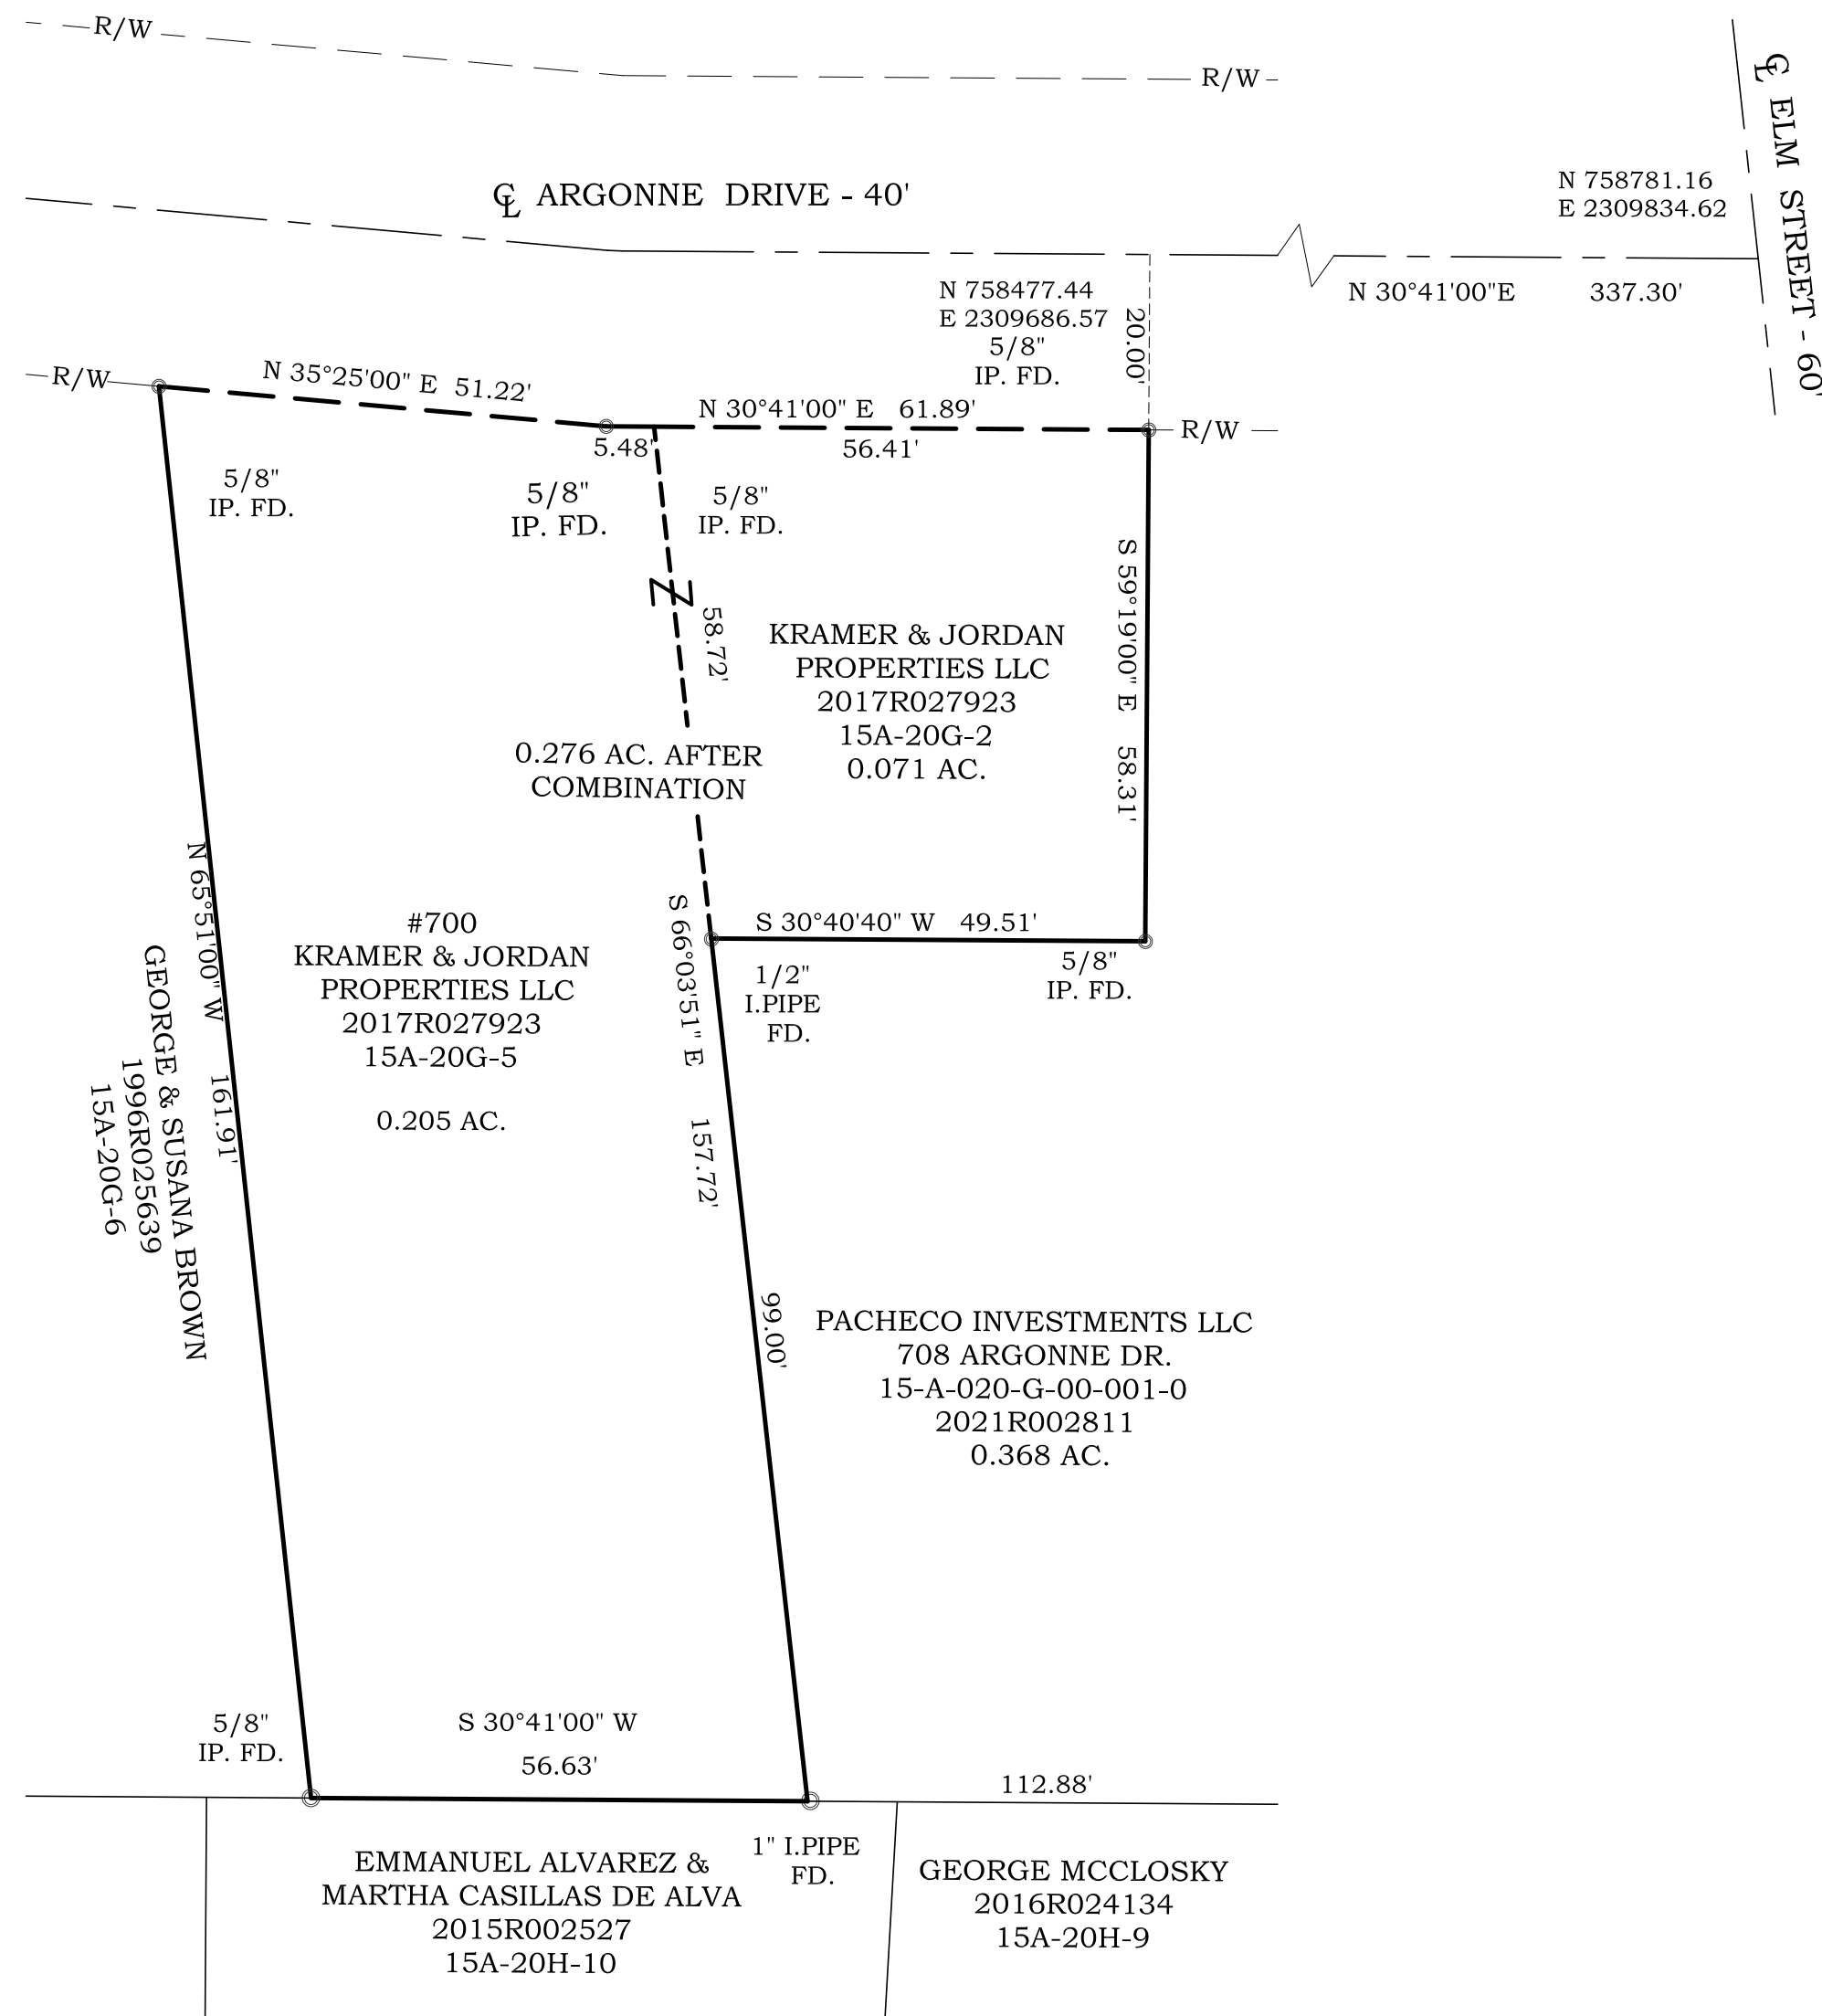 R/W
R/W
℄ ARGONNE DRIVE - 40'
℄ ELM STREET - 60'
N 758781.16
E 2309834.62
N 30°41'00"E 337.30'
N 758477.44
E 2309686.57
5/8"
IP. FD.
20.00'
R/W
N 35°25'00" E 51.22'
N 30°41'00" E 61.89'
R/W
5.48'
56.41'
5/8"
IP. FD.
5/8"
IP. FD.
5/8"
IP. FD.
58.72'
S 59°19'00" E 58.31'
KRAMER & JORDAN
PROPERTIES LLC
2017R027923
15A-20G-2
0.071 AC.
0.276 AC. AFTER
COMBINATION
N 65°51'00" W 161.91'
GEORGE & SUSANA BROWN
1996R025639
15A-20G-6
#700
KRAMER & JORDAN
PROPERTIES LLC
2017R027923
15A-20G-5
0.205 AC.
S 66°03'51" E 157.72'
S 30°40'40" W 49.51'
1/2"
I.PIPE
FD.
5/8"
IP. FD.
99.00'
PACHECO INVESTMENTS LLC
708 ARGONNE DR.
15-A-020-G-00-001-0
2021R002811
0.368 AC.
5/8"
IP. FD.
S 30°41'00" W
56.63'
112.88'
1" I.PIPE
FD.
EMMANUEL ALVAREZ &
MARTHA CASILLAS DE ALVA
2015R002527
15A-20H-10
GEORGE MCCLOSKY
2016R024134
15A-20H-9